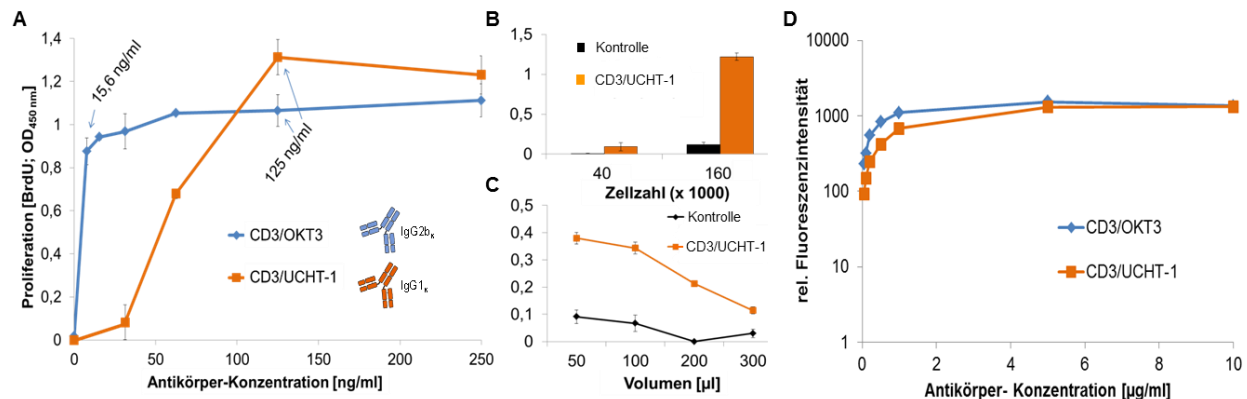 A
Proliferation [BrdU; OD450 nm]
1,4
1,2
1
0,8
0,6
0,4
0,2
0
15,6 ng/ml
125 ng/ml
CD3/OKT3
IgG2bκ
CD3/UCHT-1
IgG1κ
0
50
100
150
200
250
Antikörper-Konzentration [ng/ml]
B
1,5
1
0,5
0
Kontrolle
CD3/UCHT-1
40
160
Zellzahl (x 1000)
C
0,5
0,4
0,3
0,2
0,1
0
Kontrolle
CD3/UCHT-1
50
100
200
300
Volumen [µl]
D
rel. Fluoreszenzintensität
10000
1000
100
10
1
CD3/OKT3
CD3/UCHT-1
0
2
4
6
8
10
Antikörper- Konzentration [µg/ml]